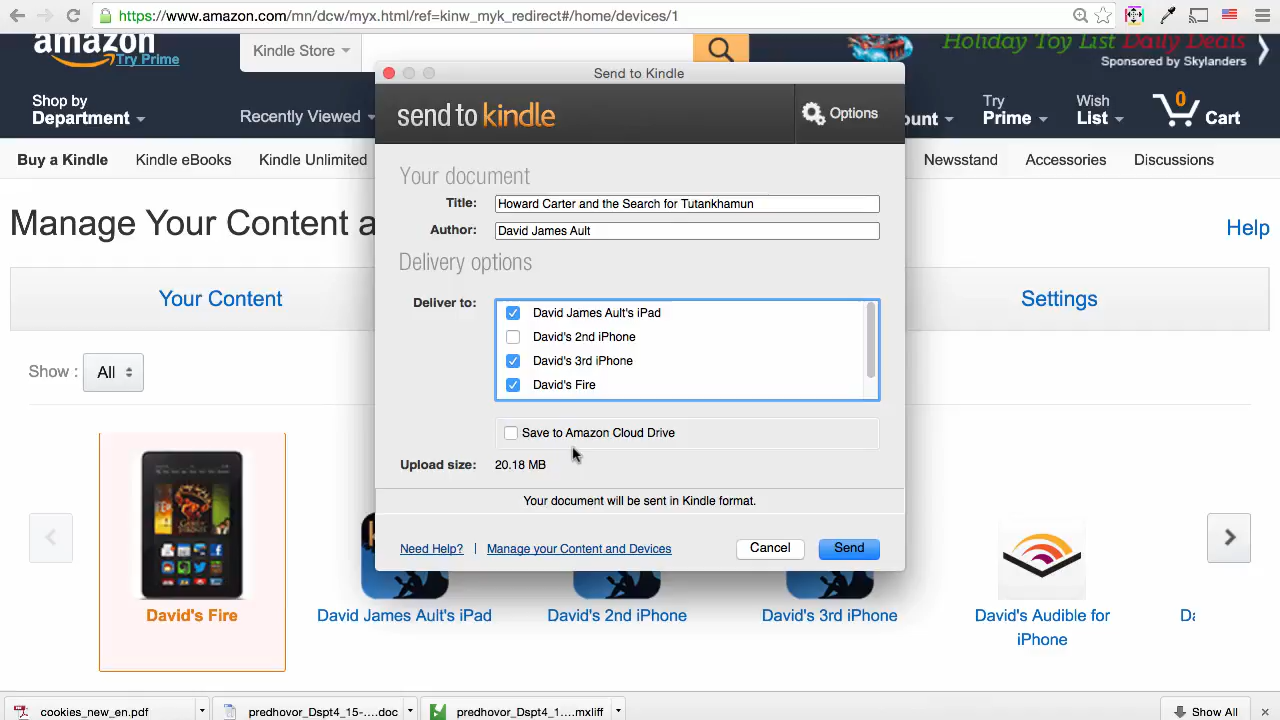 https://www.amazon.com/mn/dcw/myx.html/ref=kinw_myk_redirect#/home/devices/1
amazon
Try Prime
Kindle Store
Holiday Toy List Daily Deals
Sponsored by Skylanders
Shop by
Department
Recently Viewed
ount
Try
Prime
Wish
List
0
Cart
Buy a Kindle
Kindle eBooks
Kindle Unlimited
Newsstand
Accessories
Discussions
Manage Your Content a
Help
Your Content
Settings
Show :
All
Send to Kindle
send to kindle
Options
Your document
Title:
Howard Carter and the Search for Tutankhamun
Author:
David James Ault
Delivery options
Deliver to:
David James Ault's iPad
David's 2nd iPhone
David's 3rd iPhone
David's Fire
Save to Amazon Cloud Drive
Upload size:
20.18 MB
Your document will be sent in Kindle format.
Need Help?
|
Manage your Content and Devices
Cancel
Send
David's Fire
David James Ault's iPad
David's 2nd iPhone
David's 3rd iPhone
David's Audible for
iPhone
cookies_new_en.pdf
predhovor_Dspt4_15-....doc
predhovor_Dspt4_1....mxliff
Show All